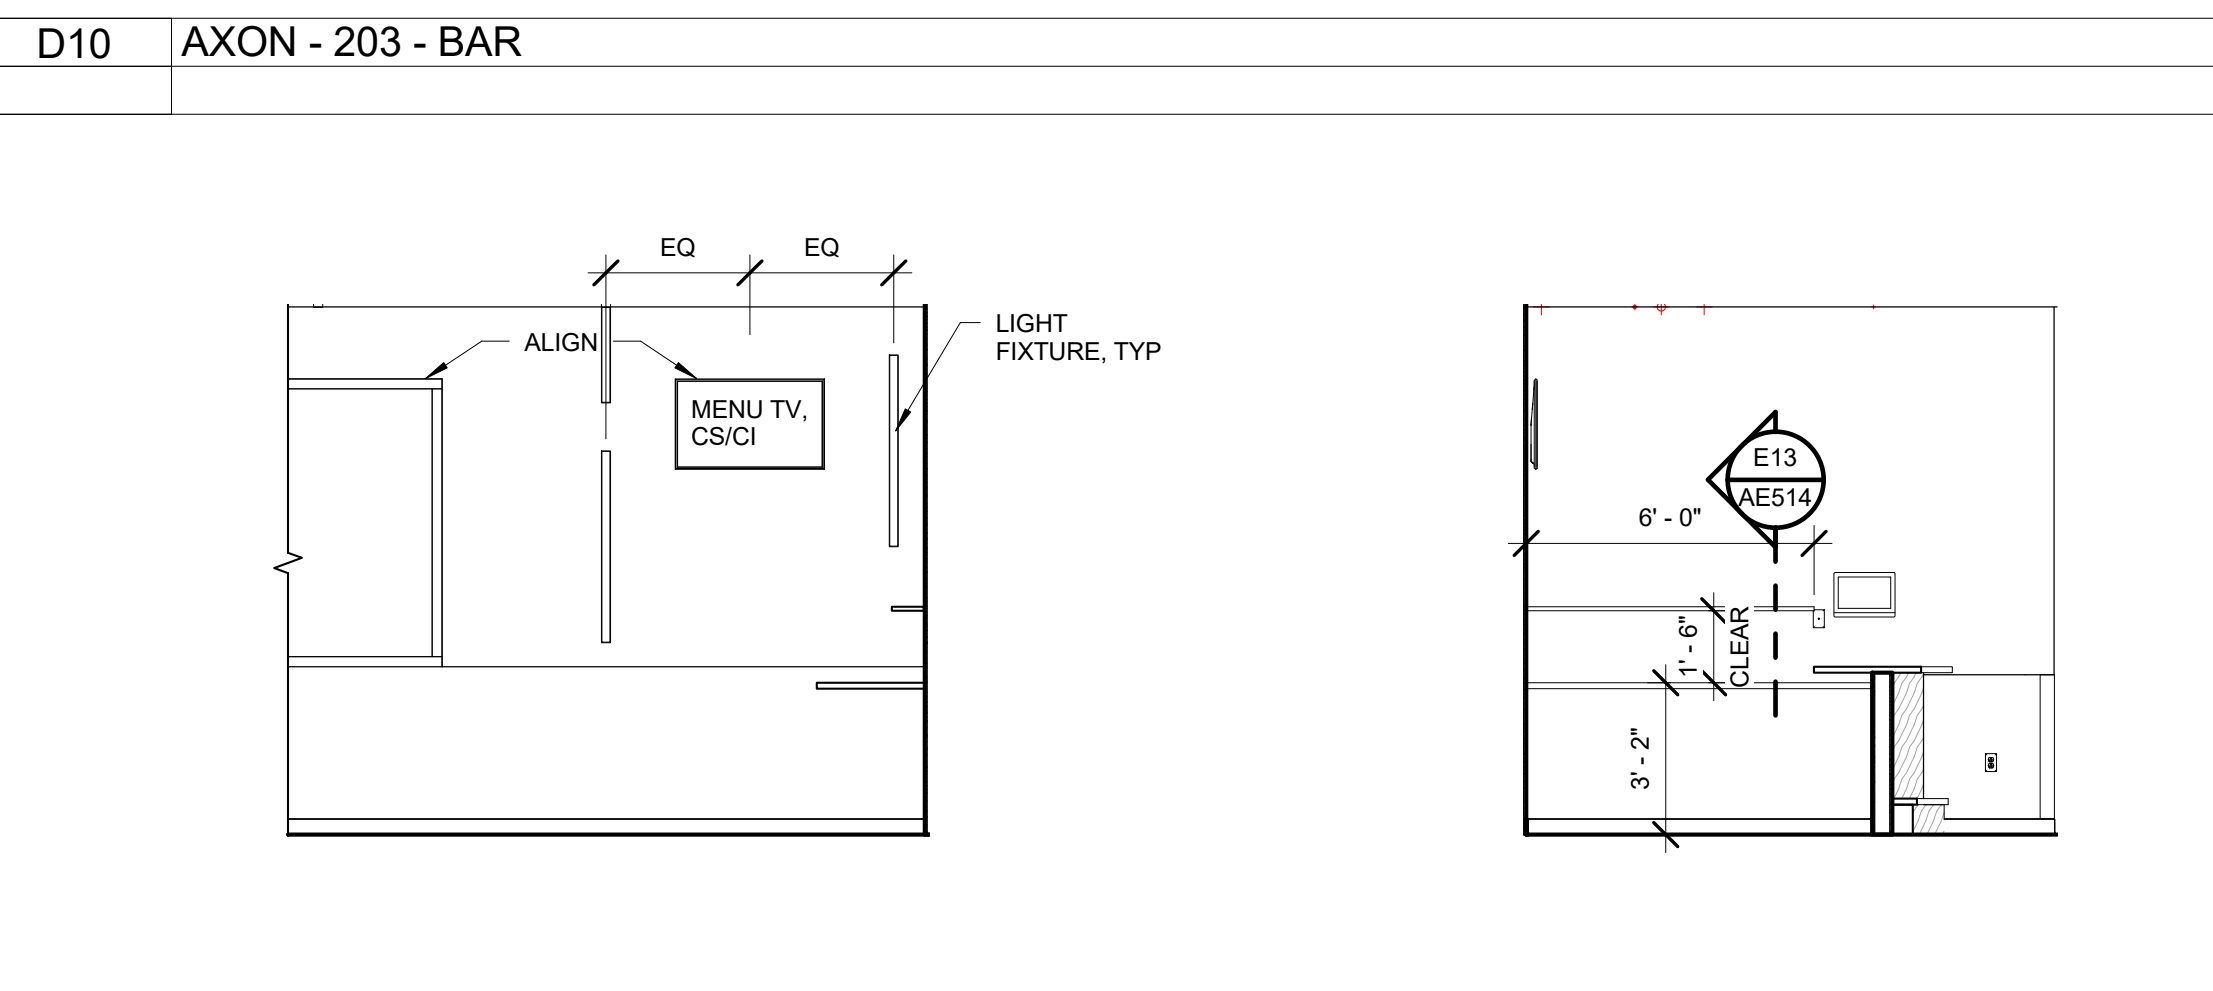 D10
AXON - 203 - BAR
EQ
EQ
ALIGN
LIGHT
FIXTURE, TYP
MENU TV,
CS/CI
E13
AE514
6' - 0"
1' - 6"
CLEAR
3' - 2"